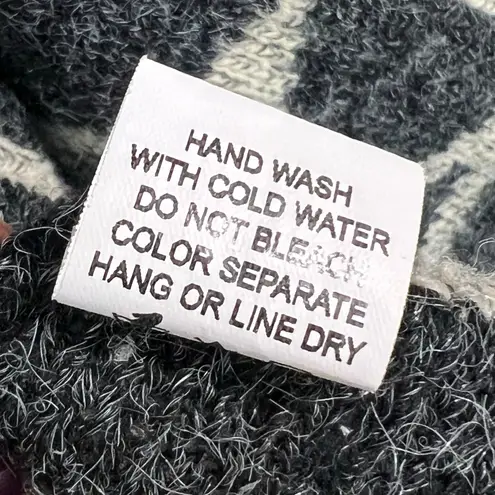 HAND WASH
WITH COLD WATER
DO NOT BLEACH
COLOR SEPARATE
HANG OR LINE DRY